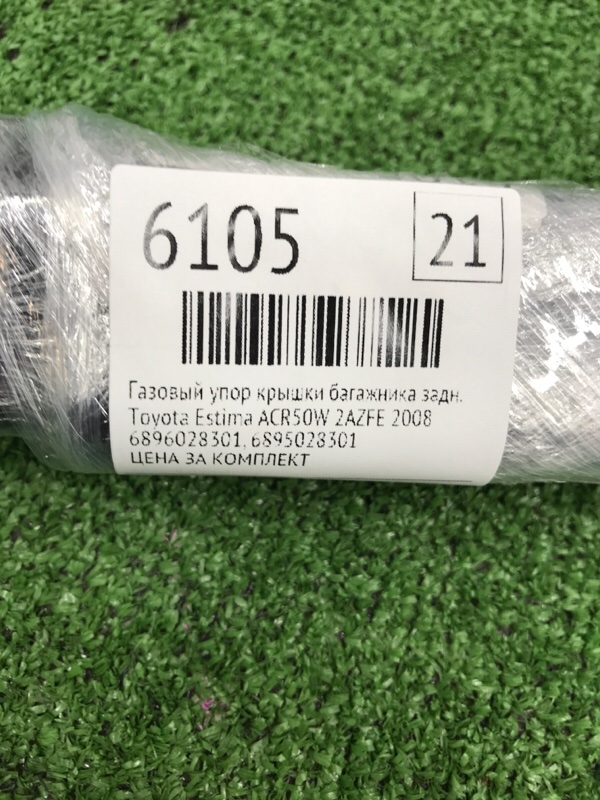 6105
21
Газовый упор крышки багажника задн.
Toyota Estima ACR50W 2AZFE 2008
6896028301, 6895028301
ЦЕНА ЗА КОМПЛЕКТ